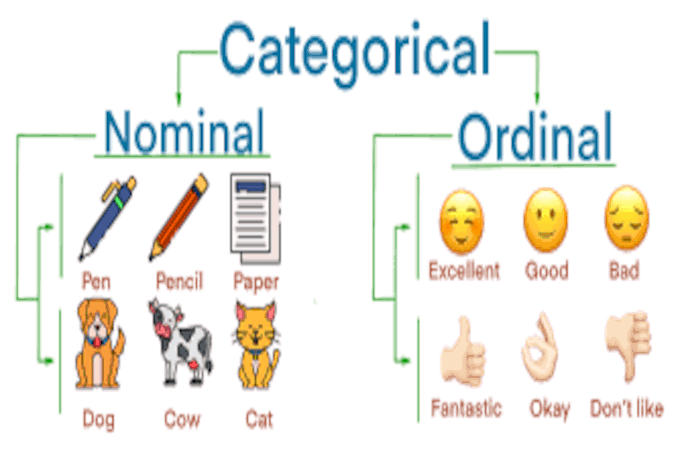 Categorical
Nominal
Pen Pencil Paper
Dog Cow Cat
Ordinal
Excellent Good Bad
Fantastic Okay Don't like